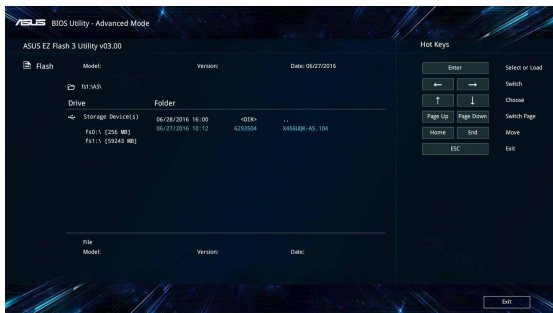 ASUS BIOS Utility - Advanced Mode
ASUS EZ Flash 3 Utility v03.00
Hot Keys
Flash Model: Version: Date: 06/27/2016
Enter Select or Load
fs1:\AS\
← → Switch
Drive Folder
↑ ↓ Choose
Storage Device(s) 06/28/2016 16:00 <DIR> ..
Page Up Page Down Switch Page
fs0:\ [256 MB] 06/27/2016 10:12 6293504 X456UQK-AS.104
fs1:\ [59243 MB]
Home End Move
ESC Exit
File
Model: Version: Date:
Exit